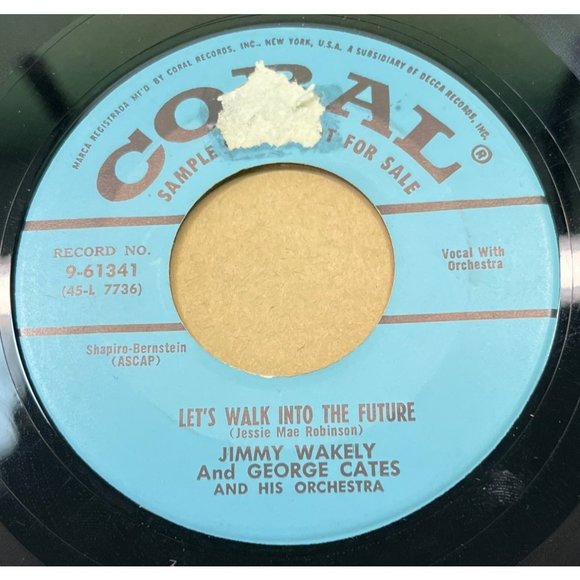 MARCA REGISTRADA MF'D BY CORAL RECORDS, INC., NEW YORK, U.S.A. A SUBSIDIARY OF DECCA RECORDS, INC.
CORAL®
SAMPLE FOR SALE
RECORD NO.
9-61341
(45-L 7736)
Vocal With
Orchestra
Shapiro-Bernstein
(ASCAP)
LET'S WALK INTO THE FUTURE
(Jessie Mae Robinson)
JIMMY WAKELY
And GEORGE CATES
AND HIS ORCHESTRA